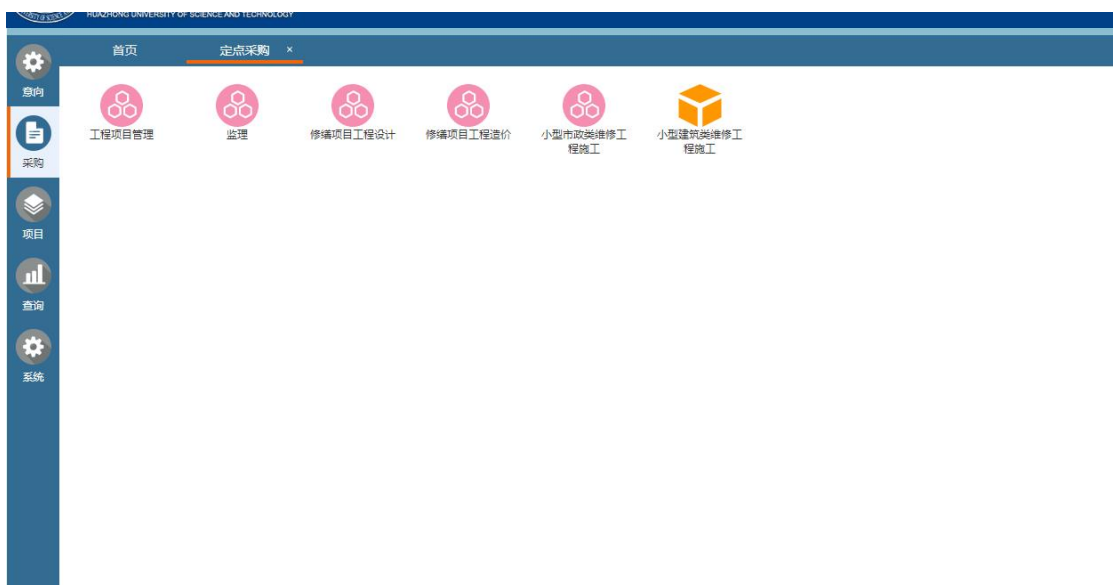 HUAZHONG UNIVERSITY OF SCIENCE AND TECHNOLOGY
首页
定点采购 ×
意向
采购
项目
查询
系统
工程项目管理
监理
修缮项目工程设计
修缮项目工程造价
小型市政类维修工
程施工
小型建筑类维修工
程施工